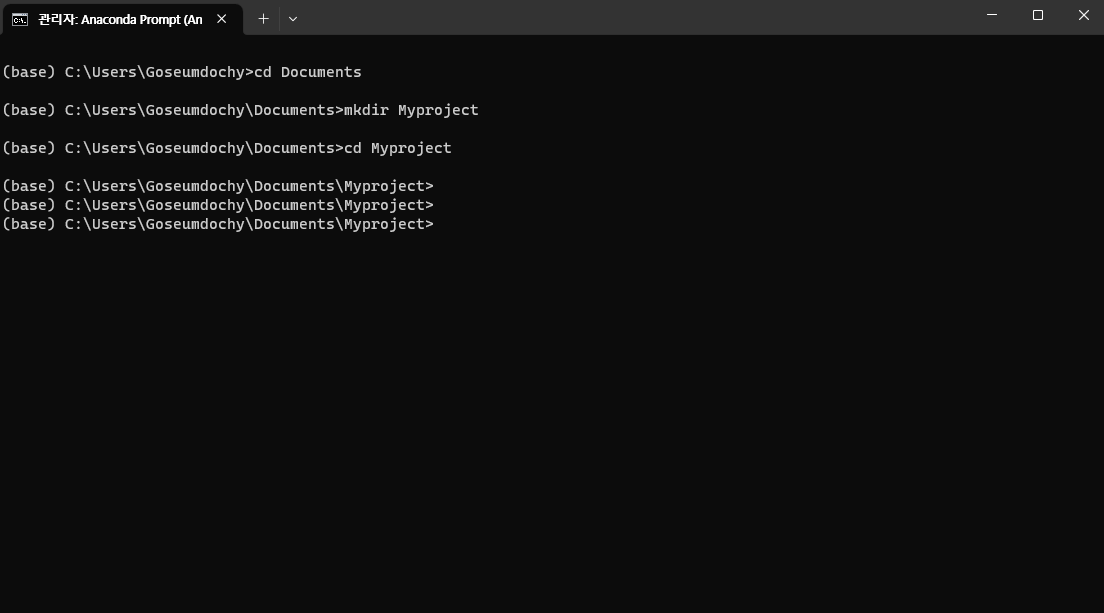 관리자: Anaconda Prompt (An
(base) C:\Users\Goseumdochy>cd Documents
(base) C:\Users\Goseumdochy\Documents>mkdir Myproject
(base) C:\Users\Goseumdochy\Documents>cd Myproject
(base) C:\Users\Goseumdochy\Documents\Myproject>
(base) C:\Users\Goseumdochy\Documents\Myproject>
(base) C:\Users\Goseumdochy\Documents\Myproject>